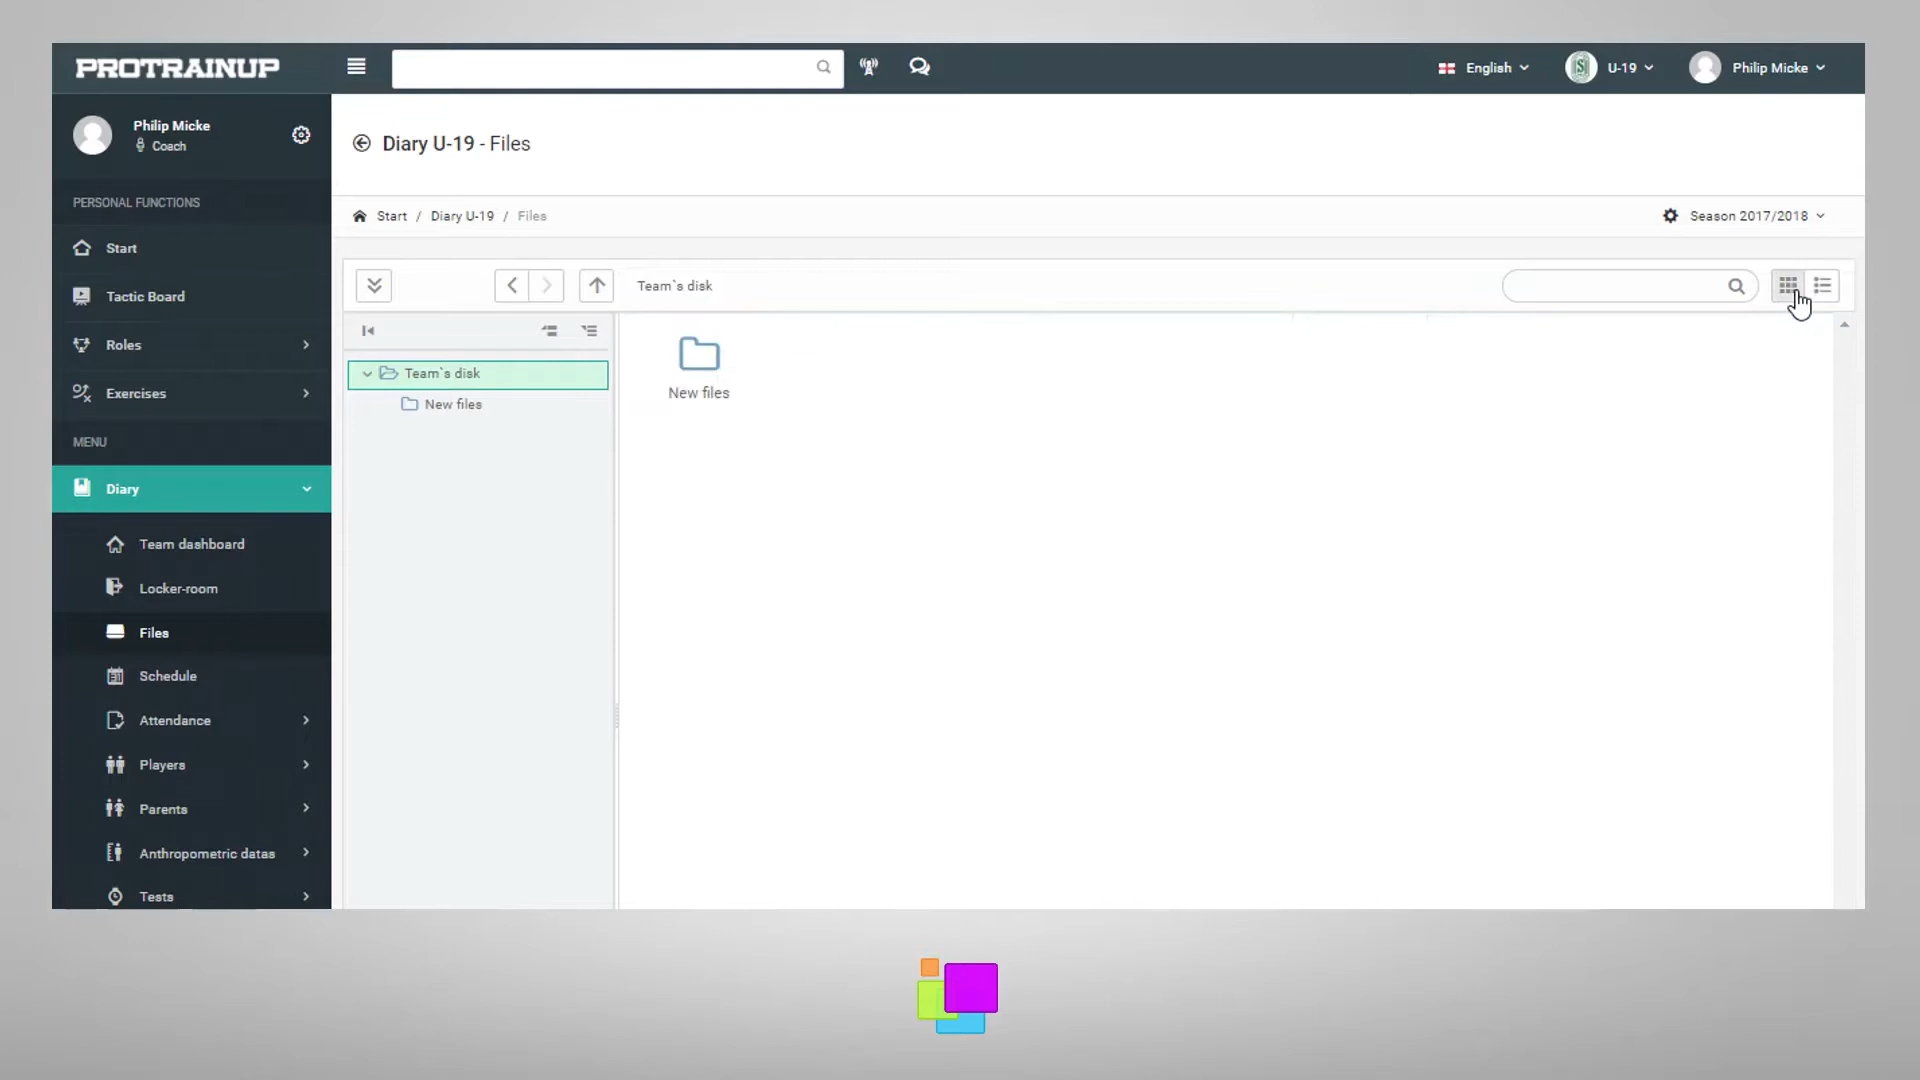 PROTRAINUP
English
U-19
Philip Micke
Philip Micke
Coach
Diary U-19 - Files
PERSONAL FUNCTIONS
Start / Diary U-19 / Files
Season 2017/2018
Start
Tactic Board
Roles
Exercises
MENU
Diary
Team dashboard
Locker-room
Files
Schedule
Attendance
Players
Parents
Anthropometric datas
Tests
Team`s disk
Team`s disk
New files
New files